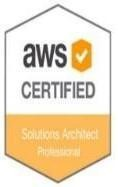 aws
CERTIFIED
Solutions Architect
Professional